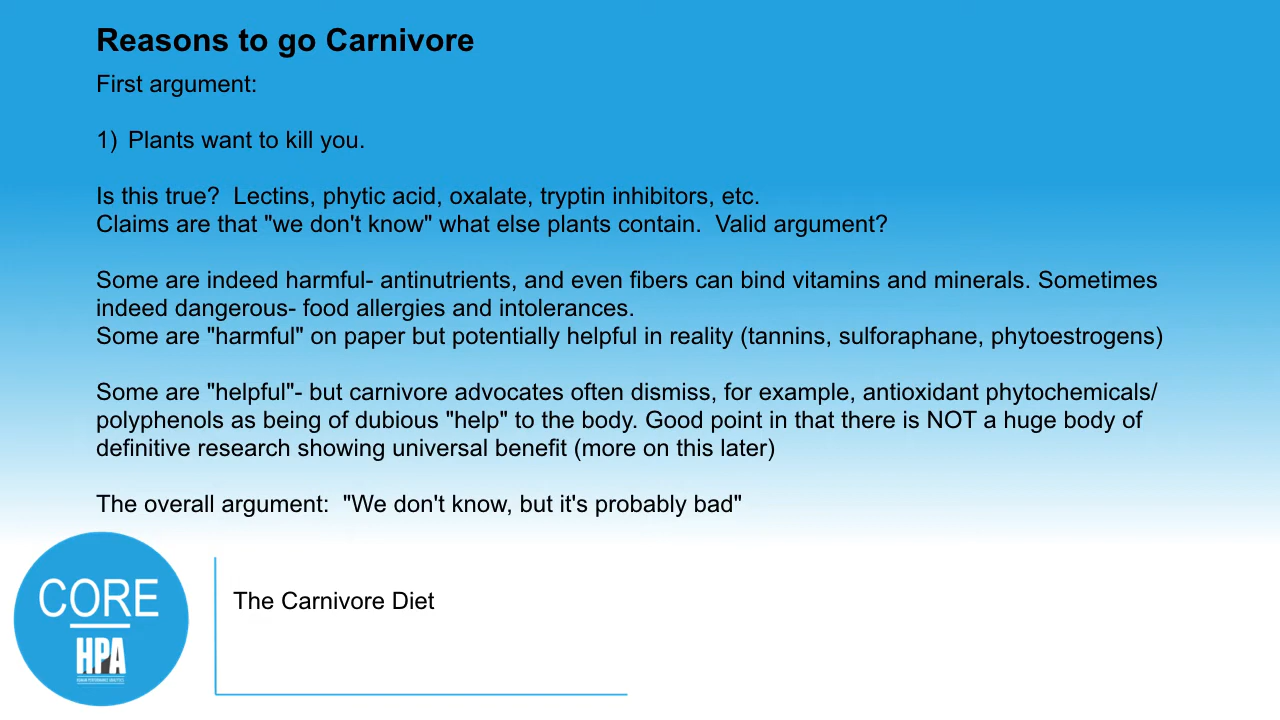 Reasons to go Carnivore
First argument:
1) Plants want to kill you.
Is this true?  Lectins, phytic acid, oxalate, tryptin inhibitors, etc.
Claims are that "we don't know" what else plants contain.  Valid argument?
Some are indeed harmful- antinutrients, and even fibers can bind vitamins and minerals. Sometimes
indeed dangerous- food allergies and intolerances.
Some are "harmful" on paper but potentially helpful in reality (tannins, sulforaphane, phytoestrogens)
Some are "helpful"- but carnivore advocates often dismiss, for example, antioxidant phytochemicals/
polyphenols as being of dubious "help" to the body. Good point in that there is NOT a huge body of
definitive research showing universal benefit (more on this later)
The overall argument:  "We don't know, but it's probably bad"
CORE
HPA
HUMAN PERFORMANCE ANALYTICS
The Carnivore Diet